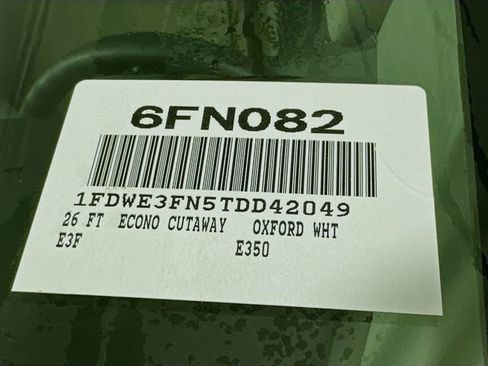 6FN082
1FDWE3FN5TDD42049
26 FT ECONO CUTAWAY OXFORD WHT
E3F E350